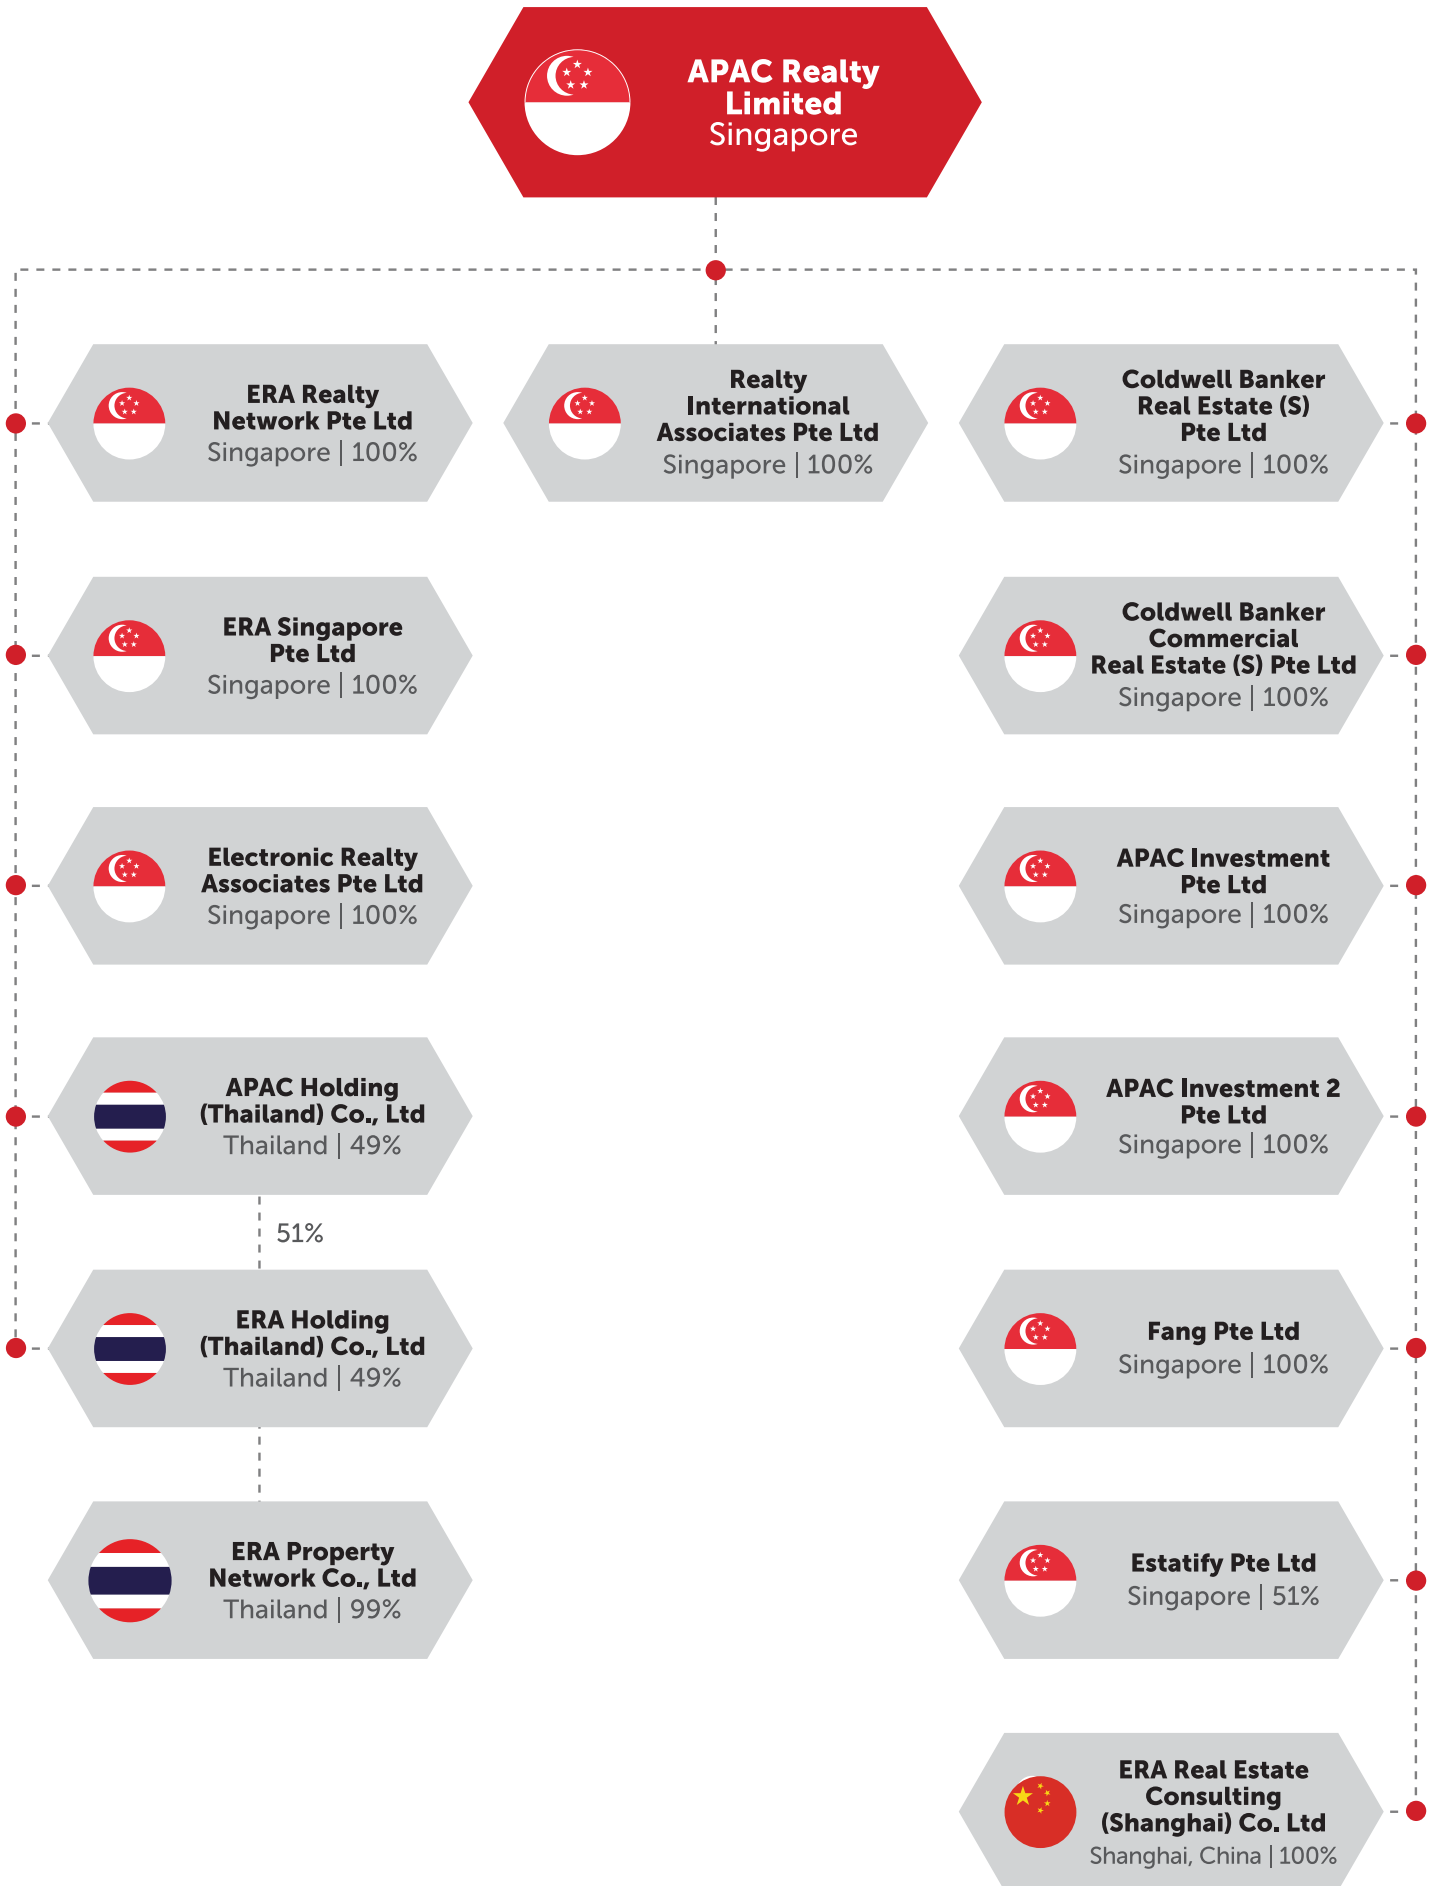 APAC Realty
Limited
Singapore
ERA Realty
Network Pte Ltd
Singapore | 100%
Realty
International
Associates Pte Ltd
Singapore | 100%
Coldwell Banker
Real Estate (S)
Pte Ltd
Singapore | 100%
ERA Singapore
Pte Ltd
Singapore | 100%
Coldwell Banker
Commercial
Real Estate (S) Pte Ltd
Singapore | 100%
Electronic Realty
Associates Pte Ltd
Singapore | 100%
APAC Investment
Pte Ltd
Singapore | 100%
APAC Holding
(Thailand) Co., Ltd
Thailand | 49%
APAC Investment 2
Pte Ltd
Singapore | 100%
51%
ERA Holding
(Thailand) Co., Ltd
Thailand | 49%
Fang Pte Ltd
Singapore | 100%
ERA Property
Network Co., Ltd
Thailand | 99%
Estatify Pte Ltd
Singapore | 51%
ERA Real Estate
Consulting
(Shanghai) Co. Ltd
Shanghai, China | 100%